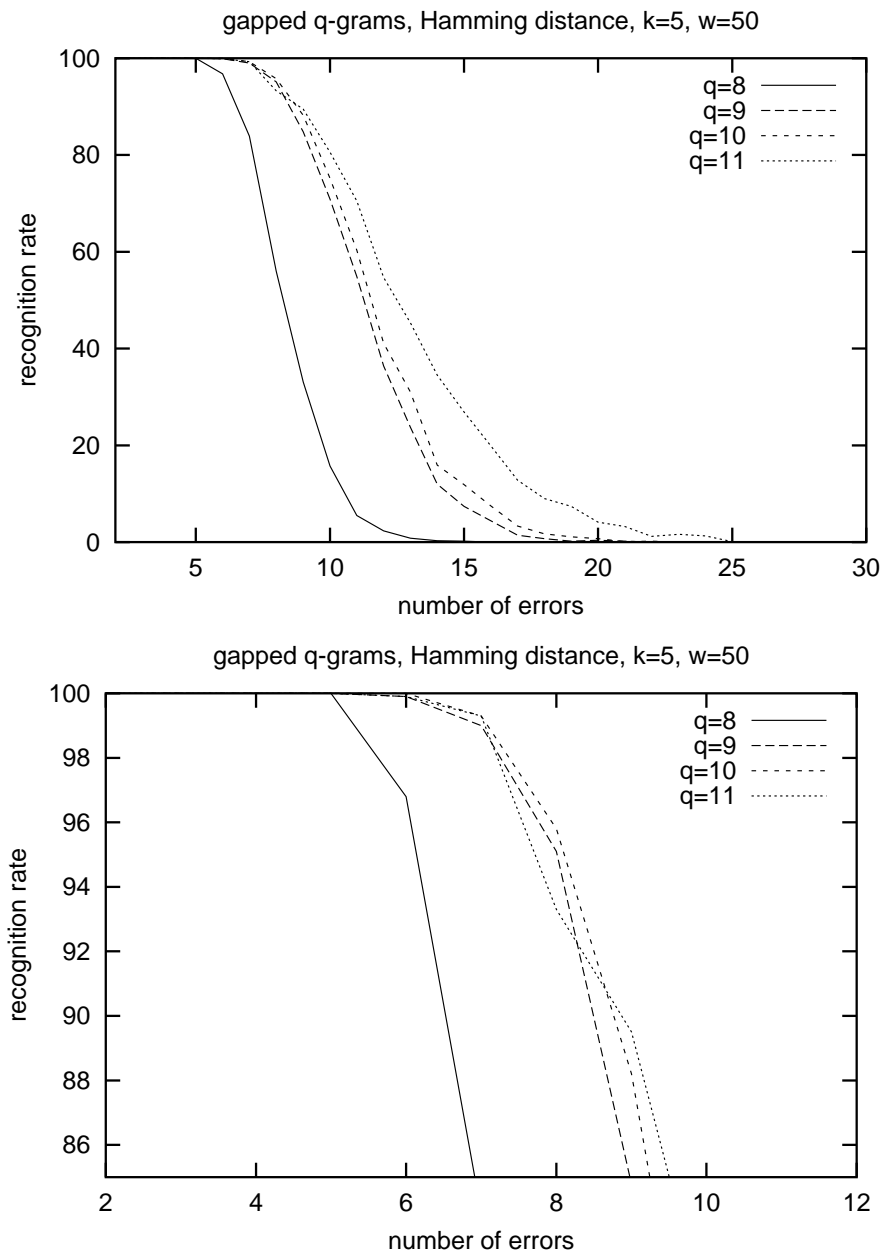 gapped q-grams, Hamming distance, k=5, w=50
100
80
60
40
20
0
recognition rate
q=8
q=9
q=10
q=11
5 10 15 20 25 30
number of errors
gapped q-grams, Hamming distance, k=5, w=50
100
98
96
94
92
90
88
86
recognition rate
q=8
q=9
q=10
q=11
2 4 6 8 10 12
number of errors